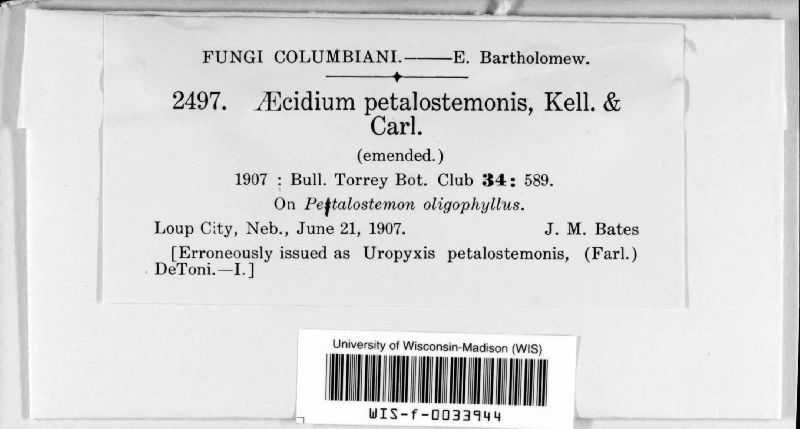 FUNGI COLUMBIANI.——E. Bartholomew.
2497. Æcidium petalostemonis, Kell. &
Carl.
(emended.)
1907 : Bull. Torrey Bot. Club 34: 589.
On Petalostemon oligophyllus.
Loup City, Neb., June 21, 1907. J. M. Bates
[Erroneously issued as Uropyxis petalostemonis, (Farl.)
DeToni.—I.]
University of Wisconsin-Madison (WIS)
WIS-f-0033944